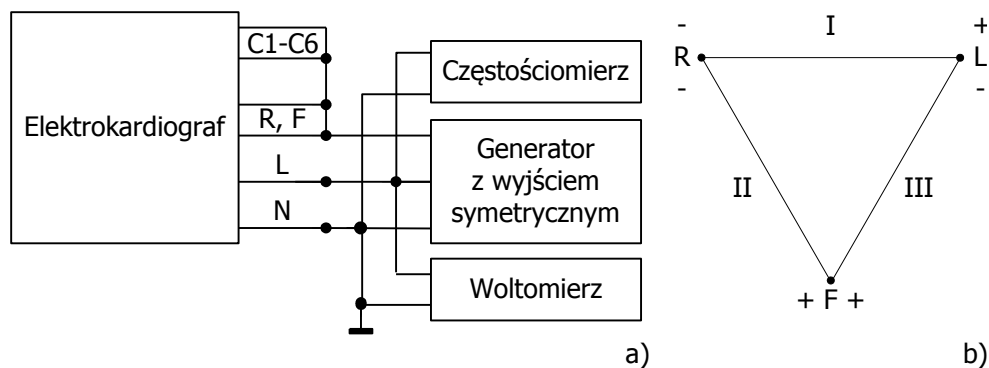 Elektrokardiograf
C1-C6
R, F
L
N
Częstościomierz
Generator
z wyjściem
symetrycznym
Woltomierz
a)
- I +
R L
- -
II III
+ F +
b)